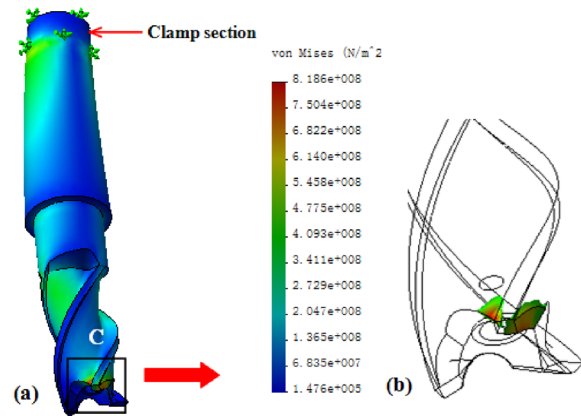 Clamp section
von Mises (N/m^2
8.186e+008
7.504e+008
6.822e+008
6.140e+008
5.458e+008
4.775e+008
4.093e+008
3.411e+008
2.729e+008
2.047e+008
1.365e+008
6.835e+007
1.476e+005
C
(a)
(b)